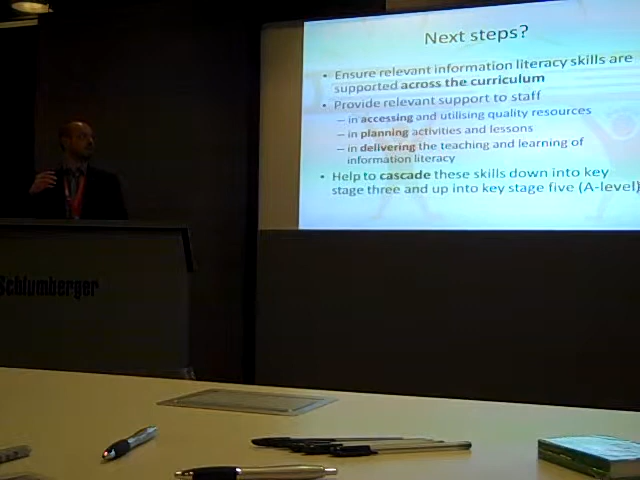 Next steps?
• Ensure relevant information literacy skills are
supported across the curriculum
• Provide relevant support to staff
– in accessing and utilising quality resources
– in planning activities and lessons
– in delivering the teaching and learning of
information literacy
• Help to cascade these skills down into key
stage three and up into key stage five (A-level)
Schlumberger